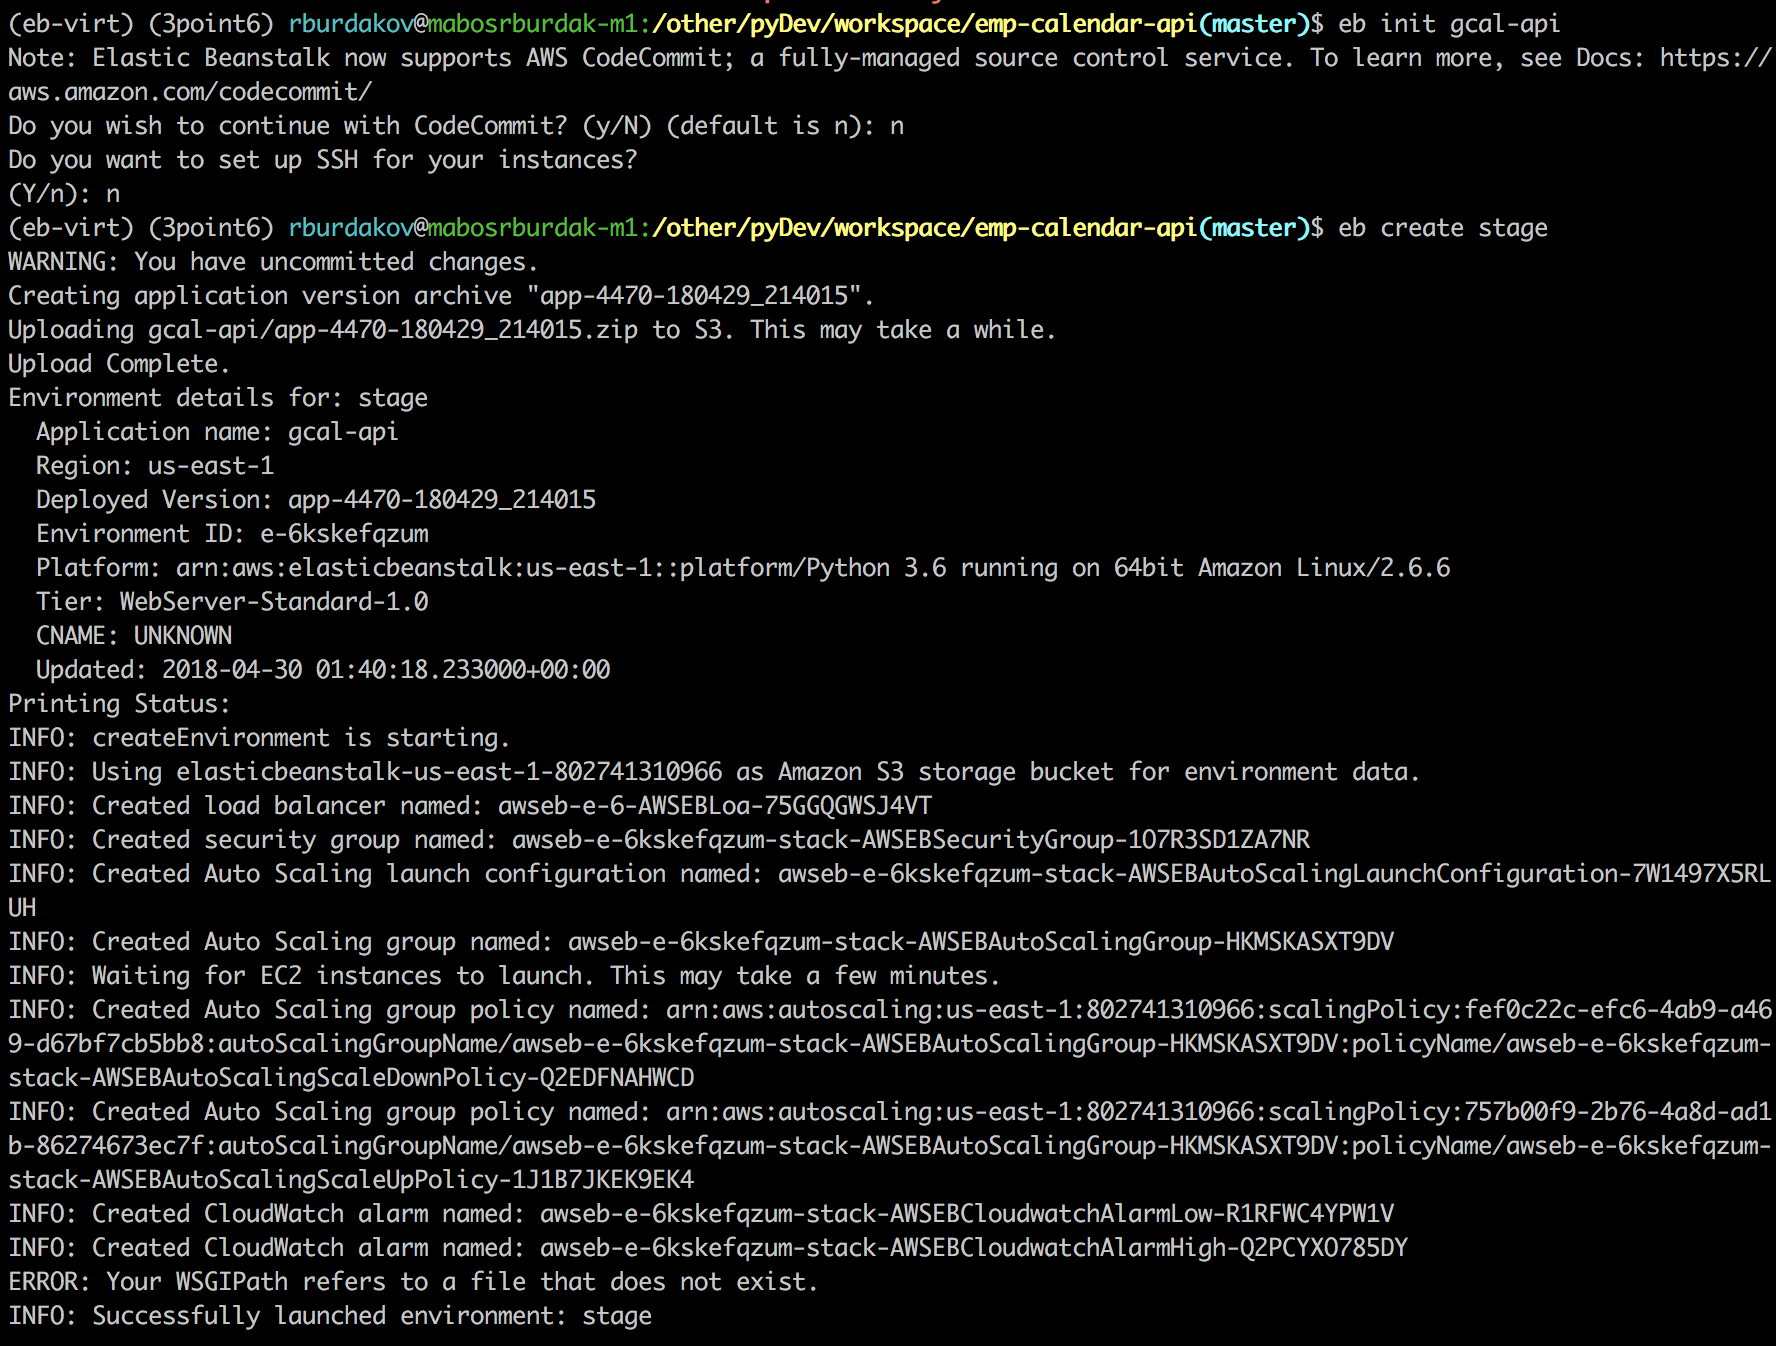 (eb-virt) (3point6) rburdakov@mabosrburdak-m1:/other/pyDev/workspace/emp-calendar-api(master)$ eb init gcal-api
Note: Elastic Beanstalk now supports AWS CodeCommit; a fully-managed source control service. To learn more, see Docs: https://
aws.amazon.com/codecommit/
Do you wish to continue with CodeCommit? (y/N) (default is n): n
Do you want to set up SSH for your instances?
(Y/n): n
(eb-virt) (3point6) rburdakov@mabosrburdak-m1:/other/pyDev/workspace/emp-calendar-api(master)$ eb create stage
WARNING: You have uncommitted changes.
Creating application version archive "app-4470-180429_214015".
Uploading gcal-api/app-4470-180429_214015.zip to S3. This may take a while.
Upload Complete.
Environment details for: stage
  Application name: gcal-api
  Region: us-east-1
  Deployed Version: app-4470-180429_214015
  Environment ID: e-6kskefqzum
  Platform: arn:aws:elasticbeanstalk:us-east-1::platform/Python 3.6 running on 64bit Amazon Linux/2.6.6
  Tier: WebServer-Standard-1.0
  CNAME: UNKNOWN
  Updated: 2018-04-30 01:40:18.233000+00:00
Printing Status:
INFO: createEnvironment is starting.
INFO: Using elasticbeanstalk-us-east-1-802741310966 as Amazon S3 storage bucket for environment data.
INFO: Created load balancer named: awseb-e-6-AWSEBLoa-75GGQGWSJ4VT
INFO: Created security group named: awseb-e-6kskefqzum-stack-AWSEBSecurityGroup-1O7R3SD1ZA7NR
INFO: Created Auto Scaling launch configuration named: awseb-e-6kskefqzum-stack-AWSEBAutoScalingLaunchConfiguration-7W1497X5RL
UH
INFO: Created Auto Scaling group named: awseb-e-6kskefqzum-stack-AWSEBAutoScalingGroup-HKMSKASXT9DV
INFO: Waiting for EC2 instances to launch. This may take a few minutes.
INFO: Created Auto Scaling group policy named: arn:aws:autoscaling:us-east-1:802741310966:scalingPolicy:fef0c22c-efc6-4ab9-a46
9-d67bf7cb5bb8:autoScalingGroupName/awseb-e-6kskefqzum-stack-AWSEBAutoScalingGroup-HKMSKASXT9DV:policyName/awseb-e-6kskefqzum-
stack-AWSEBAutoScalingScaleDownPolicy-Q2EDFNAHWCD
INFO: Created Auto Scaling group policy named: arn:aws:autoscaling:us-east-1:802741310966:scalingPolicy:757b00f9-2b76-4a8d-ad1
b-86274673ec7f:autoScalingGroupName/awseb-e-6kskefqzum-stack-AWSEBAutoScalingGroup-HKMSKASXT9DV:policyName/awseb-e-6kskefqzum-
stack-AWSEBAutoScalingScaleUpPolicy-1J1B7JKEK9EK4
INFO: Created CloudWatch alarm named: awseb-e-6kskefqzum-stack-AWSEBCloudwatchAlarmLow-R1RFWC4YPW1V
INFO: Created CloudWatch alarm named: awseb-e-6kskefqzum-stack-AWSEBCloudwatchAlarmHigh-Q2PCYXO785DY
ERROR: Your WSGIPath refers to a file that does not exist.
INFO: Successfully launched environment: stage